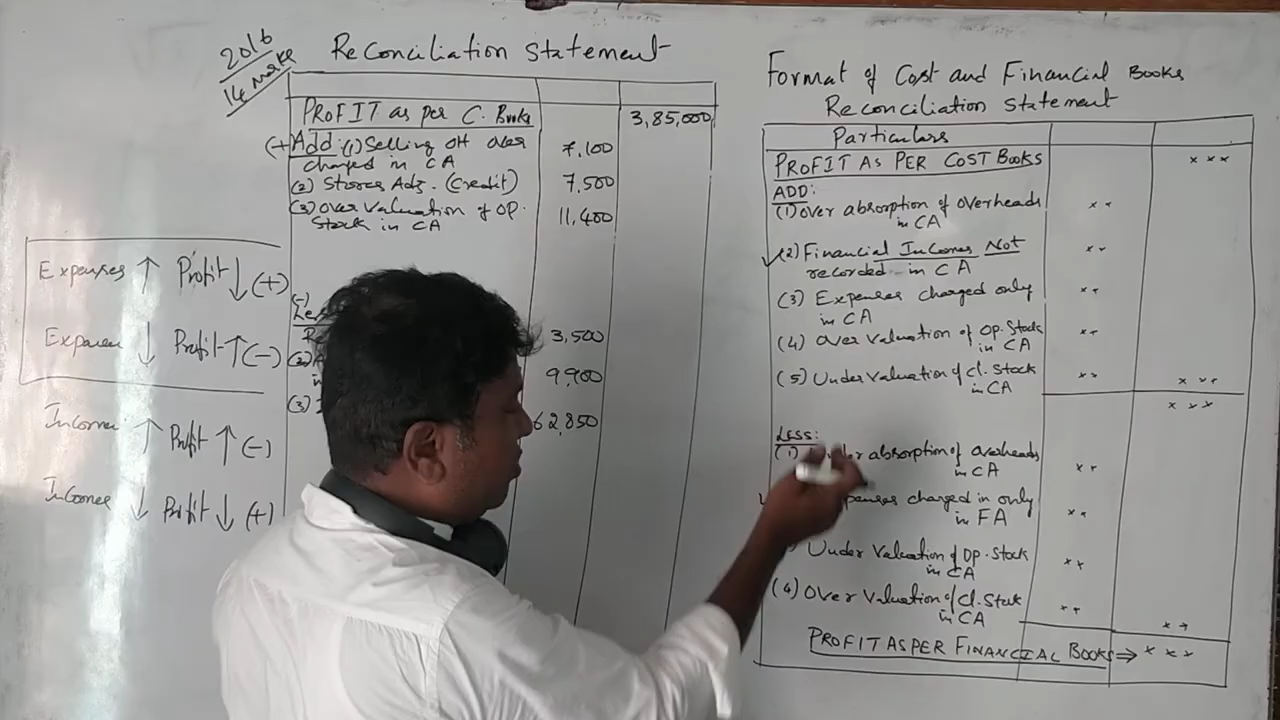 2016
14 marks
Reconciliation Statement
PROFIT as per C. Books 3,85,000
(+) Add: (1) Selling OH over 7,100
charged in CA
(2) Stores Adj. (Credit) 7,500
(3) Over Valuation of OP. 11,400
Stock in CA
(-)
3,500
(2)
9,900
(3)
62,850
Expenses ↑ Profit ↓ (+)
Expenses ↓ Profit ↑ (-)
Incomes ↑ Profit ↑ (-)
Incomes ↓ Profit ↓ (+)
Format of Cost and Financial Books
Reconciliation Statement
Particulars
PROFIT AS PER COST BOOKS xxx
ADD:
(1) Over absorption of overheads xx
in CA
(2) Financial Incomes Not xx
recorded in CA
(3) Expenses charged only xx
in CA
(4) Over Valuation of Op. Stock xx
in CA
(5) Under Valuation of Cl. Stock xx xxx
in CA
xxx
LESS:
(1) absorption of overheads xx
in CA
charged in only xx
in FA
Under Valuation of Op. Stock xx
in CA
(4) Over Valuation of Cl. Stock xx
in CA xx
PROFIT AS PER FINANCIAL BOOKS ⇒ xxx